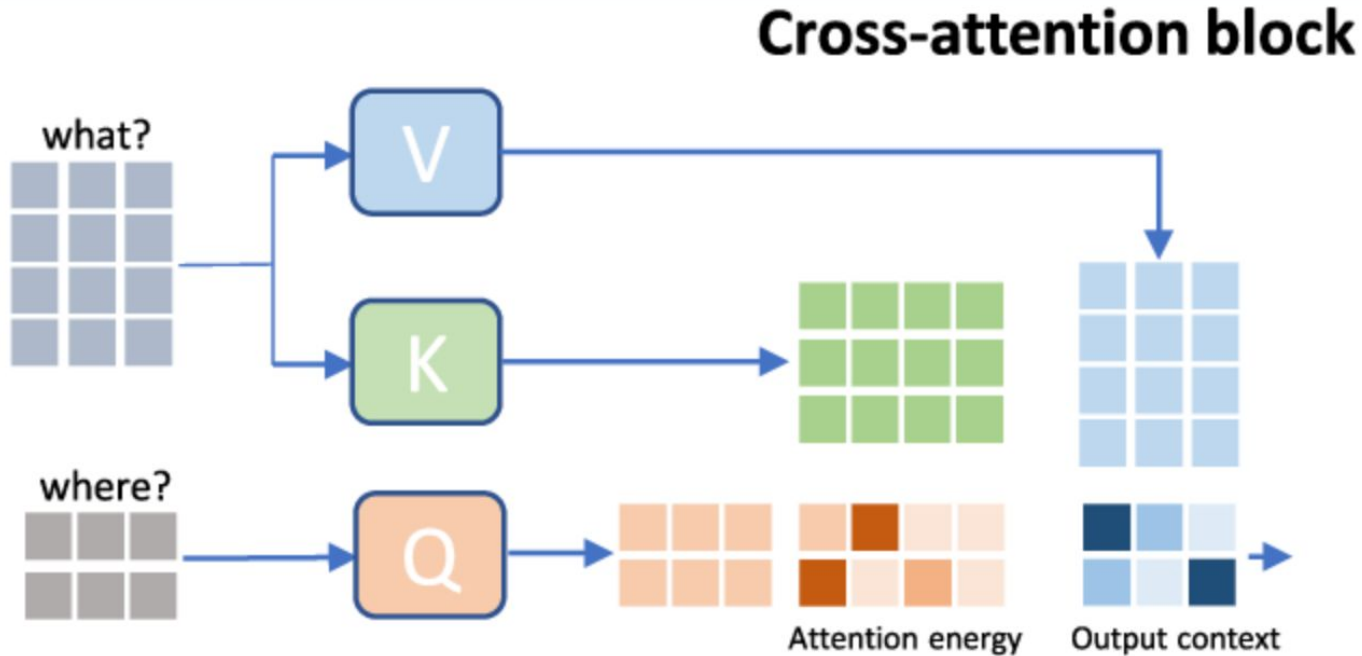 Cross-attention block
what?
V
K
where?
Q
Attention energy
Output context